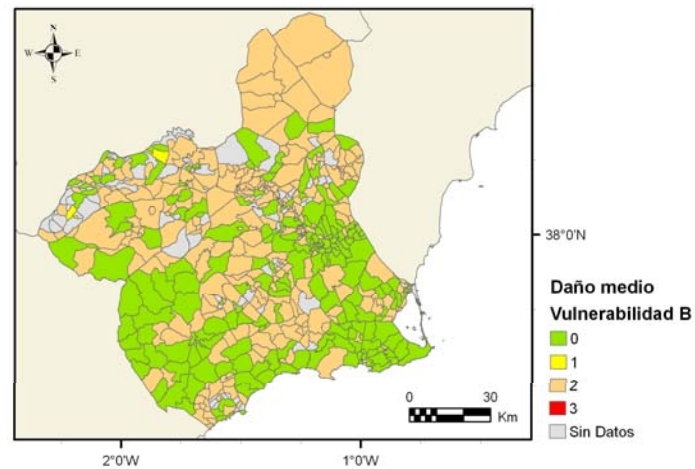 N
W E
S
38°0'N
Daño medio
Vulnerabilidad B
0
1
2
3
Sin Datos
0 30
Km
2°0'W 1°0'W